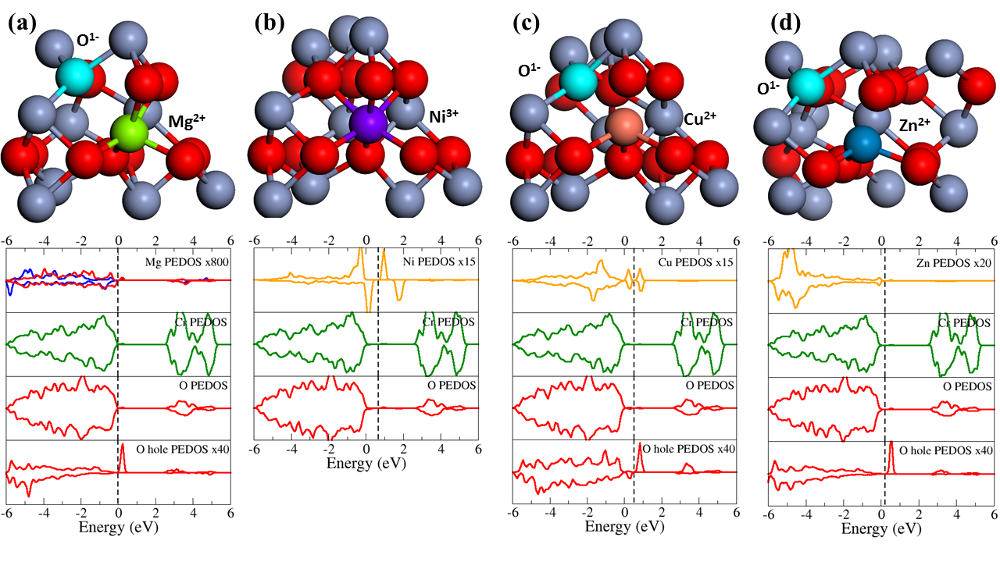 (a)
(b)
(c)
(d)
O1-
Mg2+
Ni3+
O1-
Cu2+
O1-
Zn2+
-6 -4 -2 0 2 4 6
Mg PEDOS x800
Cr PEDOS
O PEDOS
O hole PEDOS x40
-6 -4 -2 0 2 4 6
Energy (eV)
-6 -4 -2 0 2 4 6
Ni PEDOS x15
Cr PEDOS
O PEDOS
-6 -4 -2 0 2 4 6
Energy (eV)
-6 -4 -2 0 2 4 6
Cu PEDOS x15
Cr PEDOS
O PEDOS
O hole PEDOS x40
-6 -4 -2 0 2 4 6
Energy (eV)
-6 -4 -2 0 2 4 6
Zn PEDOS x20
Cr PEDOS
O PEDOS
O hole PEDOS x40
-6 -4 -2 0 2 4 6
Energy (eV)